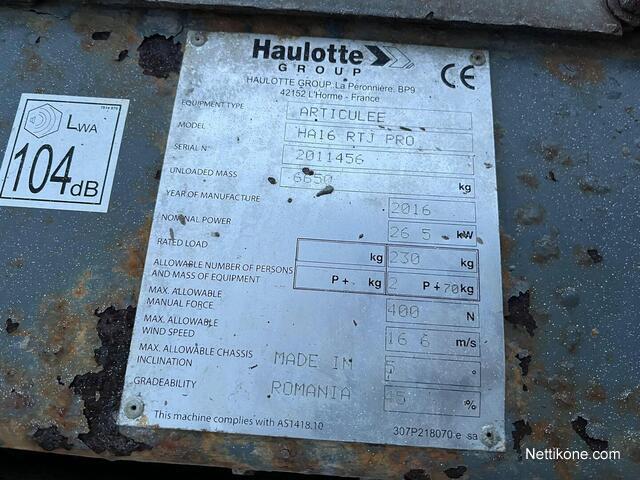 7814 870
LWA
104dB
Haulotte
GROUP
CE
HAULOTTE GROUP, La Péronnière, BP9
42152 L'Horme - France
EQUIPMENT TYPE ARTICULEE
MODEL HA16 RTJ PRO
SERIAL N° 2011456
UNLOADED MASS 6650 kg
YEAR OF MANUFACTURE 2016
NOMINAL POWER 26 5 kW
RATED LOAD kg 230 kg
ALLOWABLE NUMBER OF PERSONS
AND MASS OF EQUIPMENT P + kg 2 P + 70 kg
MAX. ALLOWABLE
MANUAL FORCE 400 N
MAX. ALLOWABLE
WIND SPEED 16 6 m/s
MAX. ALLOWABLE CHASSIS
INCLINATION MADE IN 5 °
GRADEABILITY ROMANIA 45 %
This machine complies with AS1418.10
307P218070.e sa
Nettikone.com